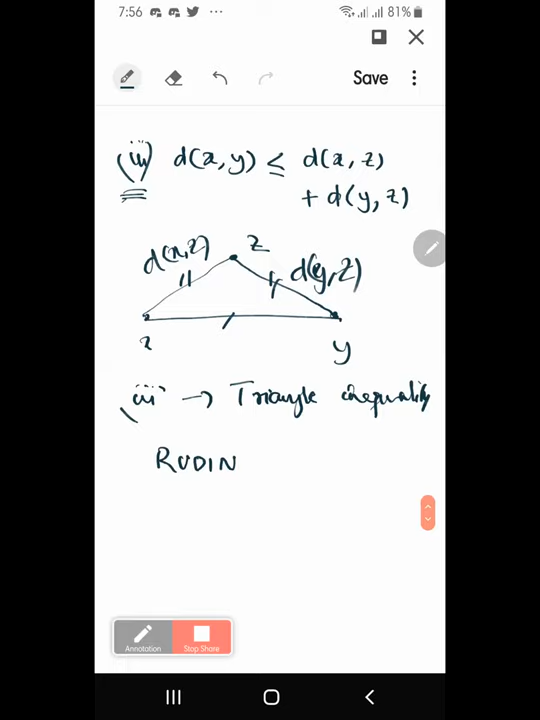 7:56 81%
Save
(iii) d(x,y) ≤ d(x,z)
+ d(y,z)
d(x,z) z d(y,z)
x y
(iii) → Triangle inequality
RUDIN
Annotation Stop Share